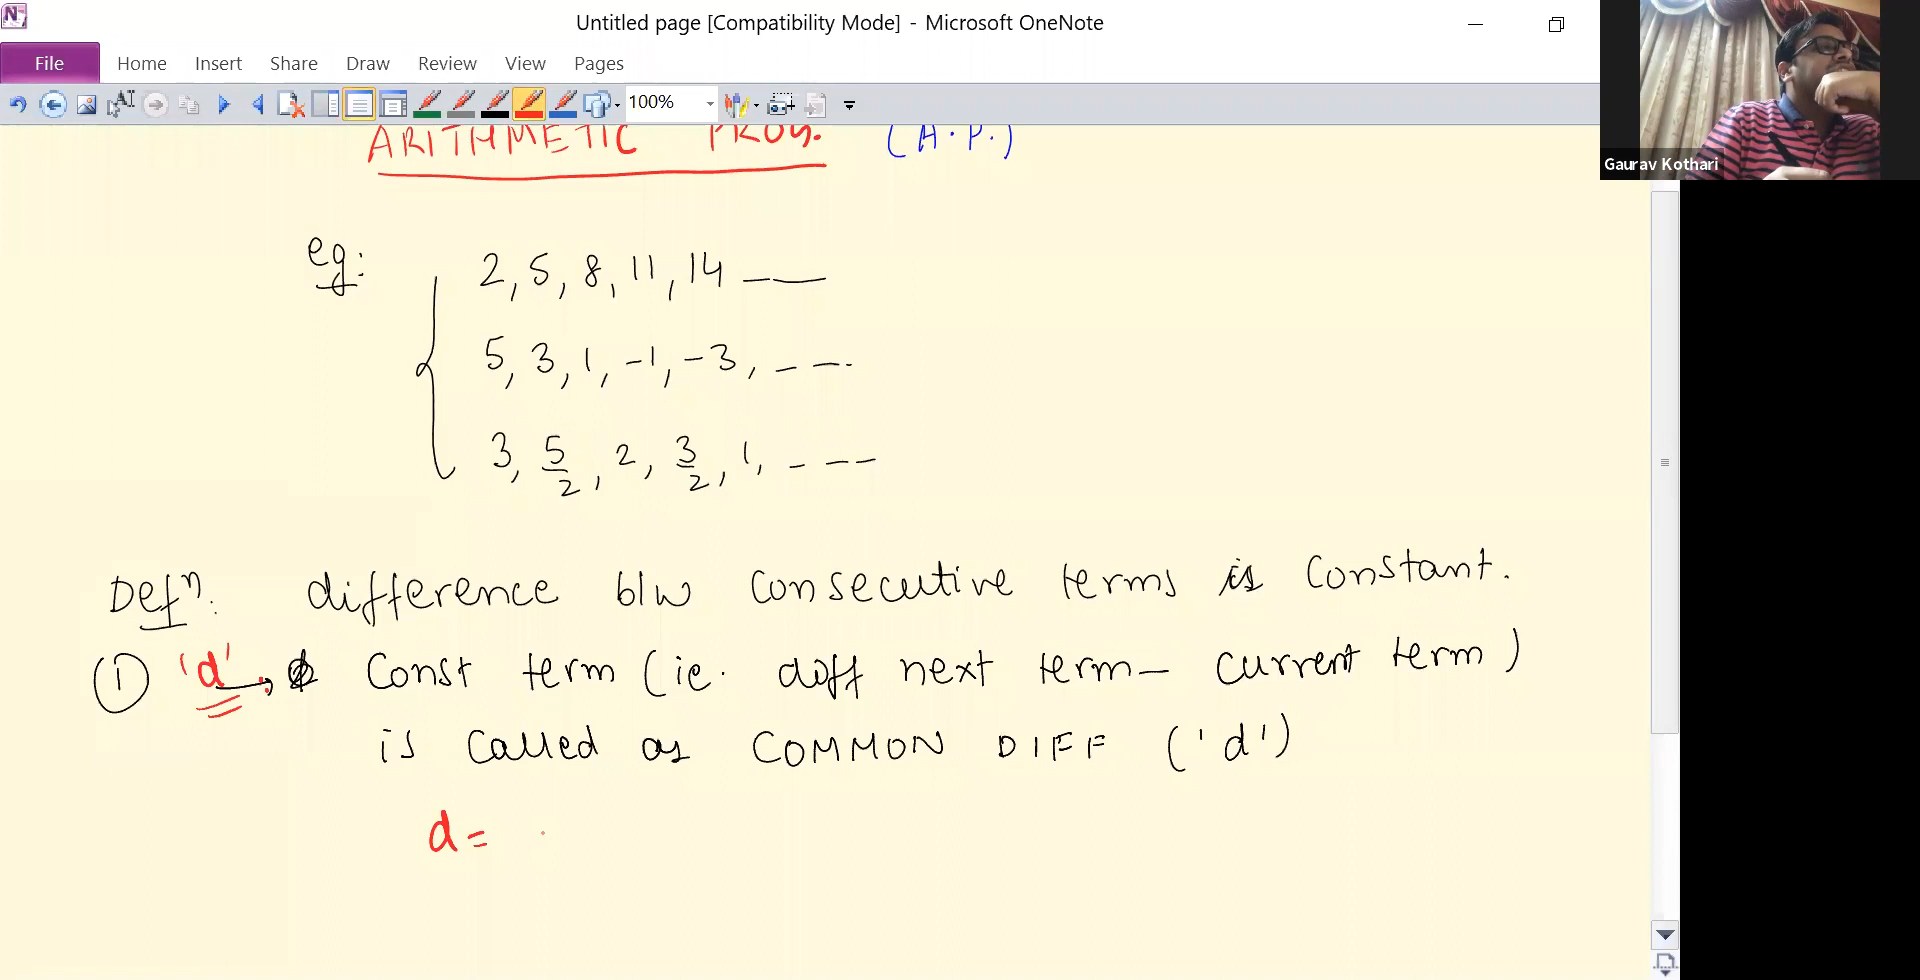 Untitled page [Compatibility Mode] - Microsoft OneNote
File Home Insert Share Draw Review View Pages
100%
Gaurav Kothari
ARITHMETIC PROG. (A.P.)
eg:
2, 5, 8, 11, 14 ——
5, 3, 1, -1, -3, - --.
3, 5/2, 2, 3/2, 1, - --
Defⁿ: difference b/w consecutive terms is constant.
① 'd' → Const term (ie. diff next term - current term)
is called as COMMON DIFF ('d')
d =